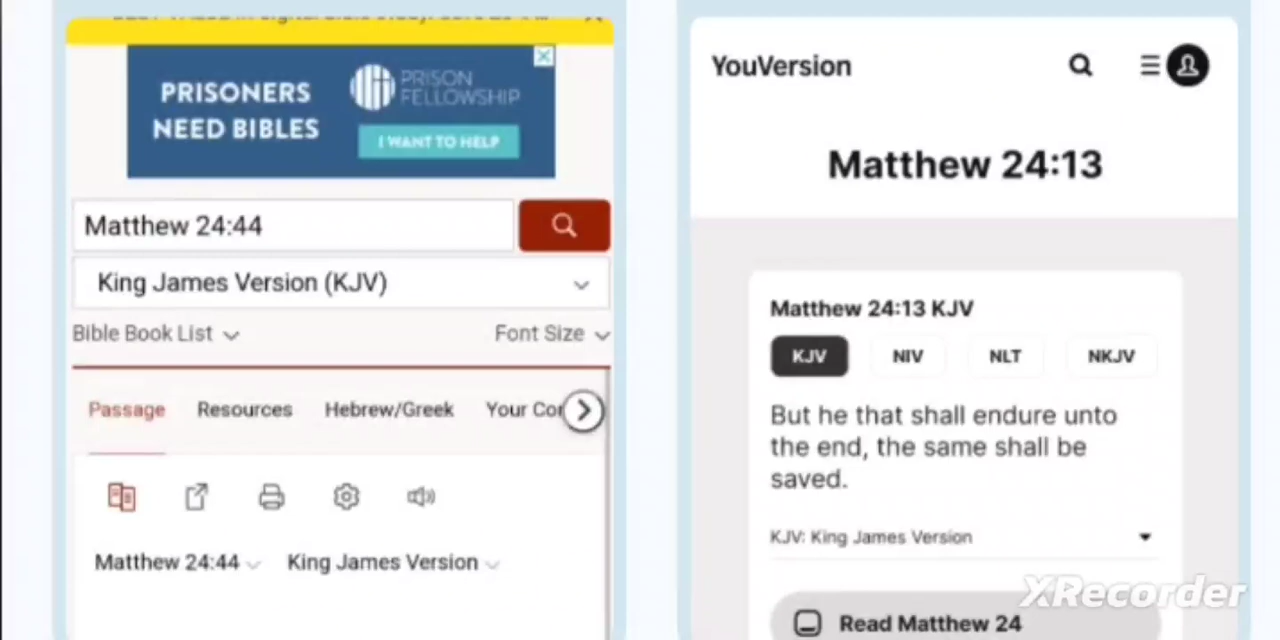 PRISONERS
NEED BIBLES
PRISON
FELLOWSHIP
I WANT TO HELP
Matthew 24:44
King James Version (KJV)
Bible Book List
Font Size
Passage
Resources
Hebrew/Greek
Your Co
Matthew 24:44
King James Version
YouVersion
Matthew 24:13
Matthew 24:13 KJV
KJV
NIV
NLT
NKJV
But he that shall endure unto
the end, the same shall be
saved.
KJV: King James Version
Read Matthew 24
XRecorder